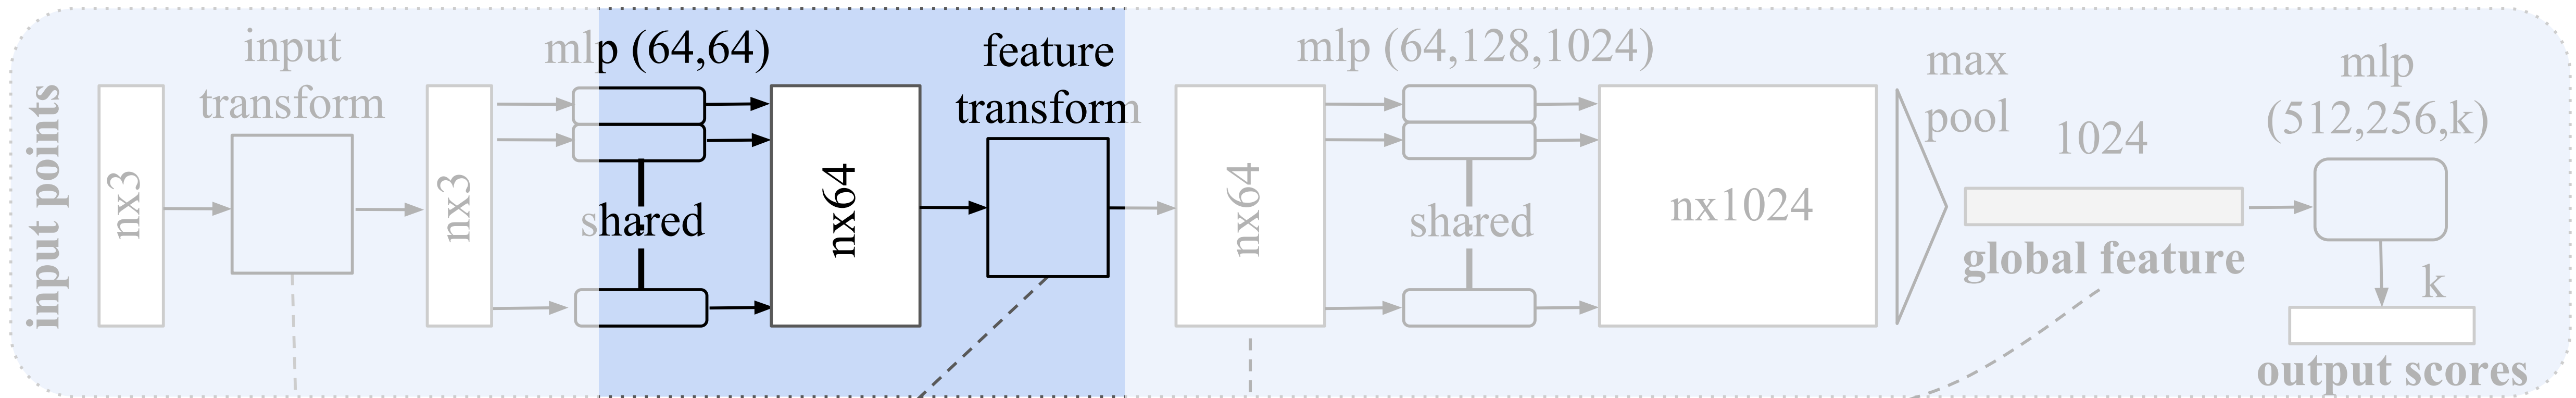 input points
nx3
input
transform
nx3
mlp (64,64)
shared
nx64
feature
transform
nx64
mlp (64,128,1024)
shared
nx1024
max
pool
1024
global feature
mlp
(512,256,k)
k
output scores